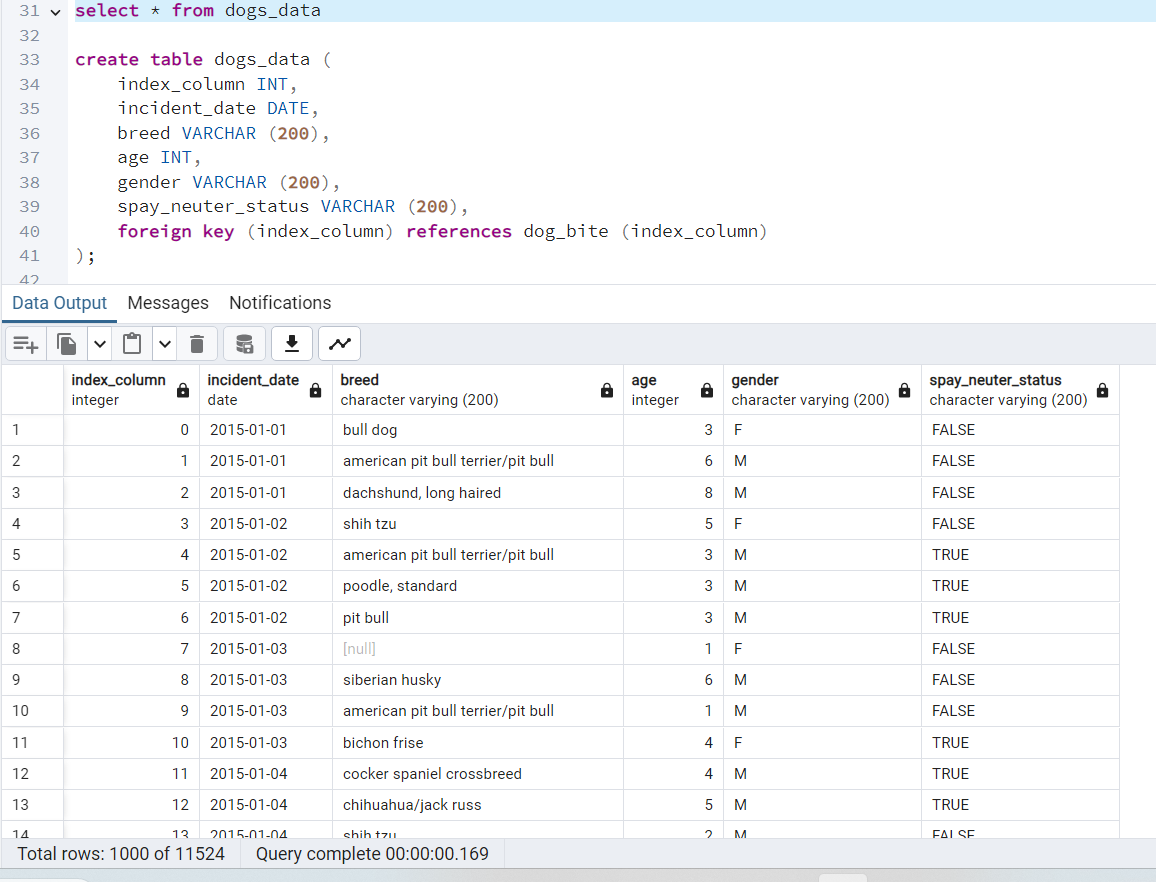 31 select * from dogs_data
32
33 create table dogs_data (
34 index_column INT,
35 incident_date DATE,
36 breed VARCHAR (200),
37 age INT,
38 gender VARCHAR (200),
39 spay_neuter_status VARCHAR (200),
40 foreign key (index_column) references dog_bite (index_column)
41 );
42
Data Output Messages Notifications
index_column incident_date breed age gender spay_neuter_status
integer date character varying (200) integer character varying (200) character varying (200)
1 0 2015-01-01 bull dog 3 F FALSE
2 1 2015-01-01 american pit bull terrier/pit bull 6 M FALSE
3 2 2015-01-01 dachshund, long haired 8 M FALSE
4 3 2015-01-02 shih tzu 5 F FALSE
5 4 2015-01-02 american pit bull terrier/pit bull 3 M TRUE
6 5 2015-01-02 poodle, standard 3 M TRUE
7 6 2015-01-02 pit bull 3 M TRUE
8 7 2015-01-03 [null] 1 F FALSE
9 8 2015-01-03 siberian husky 6 M FALSE
10 9 2015-01-03 american pit bull terrier/pit bull 1 M FALSE
11 10 2015-01-03 bichon frise 4 F TRUE
12 11 2015-01-04 cocker spaniel crossbreed 4 M TRUE
13 12 2015-01-04 chihuahua/jack russ 5 M TRUE
14 13 2015-01-04 shih tzu 2 M FALSE
Total rows: 1000 of 11524 Query complete 00:00:00.169